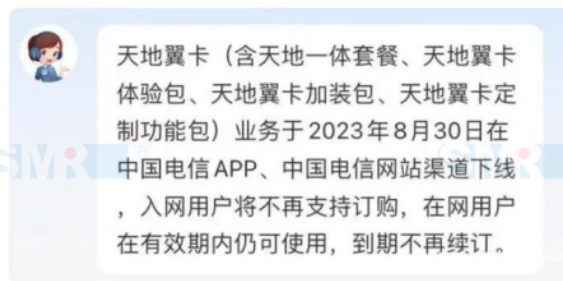 天地翼卡（含天地一体套餐、天地翼卡
体验包、天地翼卡加装包、天地翼卡定
制功能包）业务于2023年8月30日在
中国电信APP、中国电信网站渠道下线
，入网用户将不再支持订购，在网用户
在有效期内仍可使用，到期不再续订。
SMR
SMR